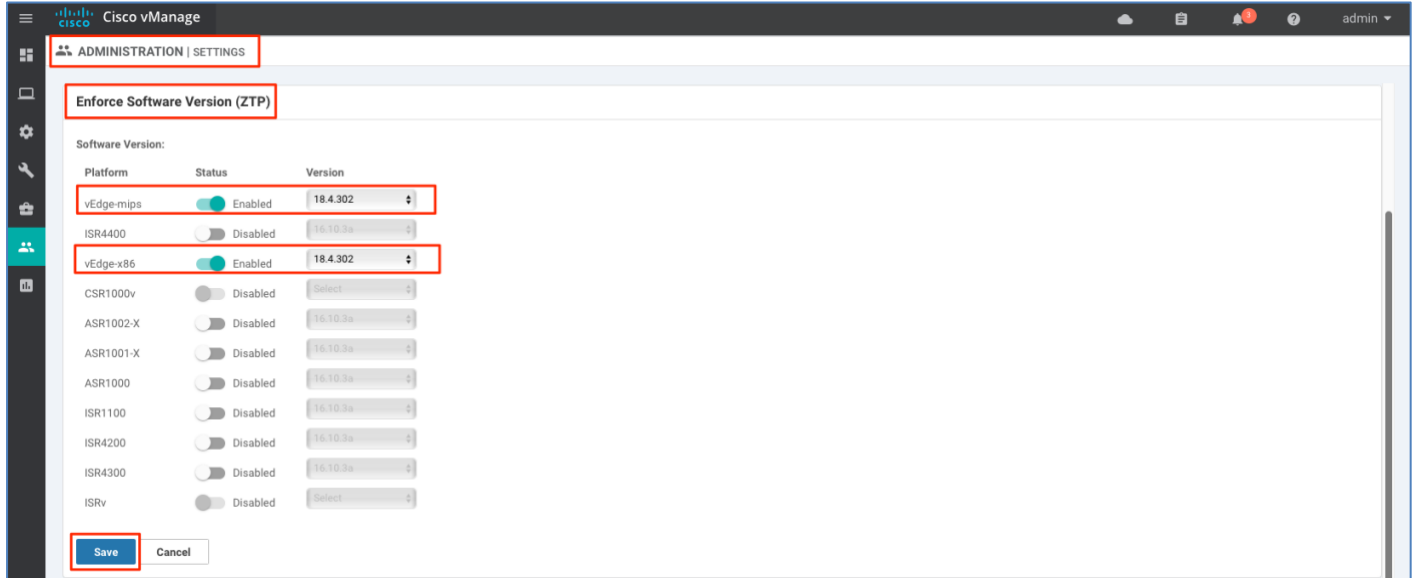 cisco Cisco vManage 3 admin
ADMINISTRATION | SETTINGS
Enforce Software Version (ZTP)
Software Version:
Platform Status Version
vEdge-mips Enabled 18.4.302
ISR4400 Disabled 16.10.3a
vEdge-x86 Enabled 18.4.302
CSR1000v Disabled Select
ASR1002-X Disabled 16.10.3a
ASR1001-X Disabled 16.10.3a
ASR1000 Disabled 16.10.3a
ISR1100 Disabled 16.10.3a
ISR4200 Disabled 16.10.3a
ISR4300 Disabled 16.10.3a
ISRv Disabled Select
Save Cancel